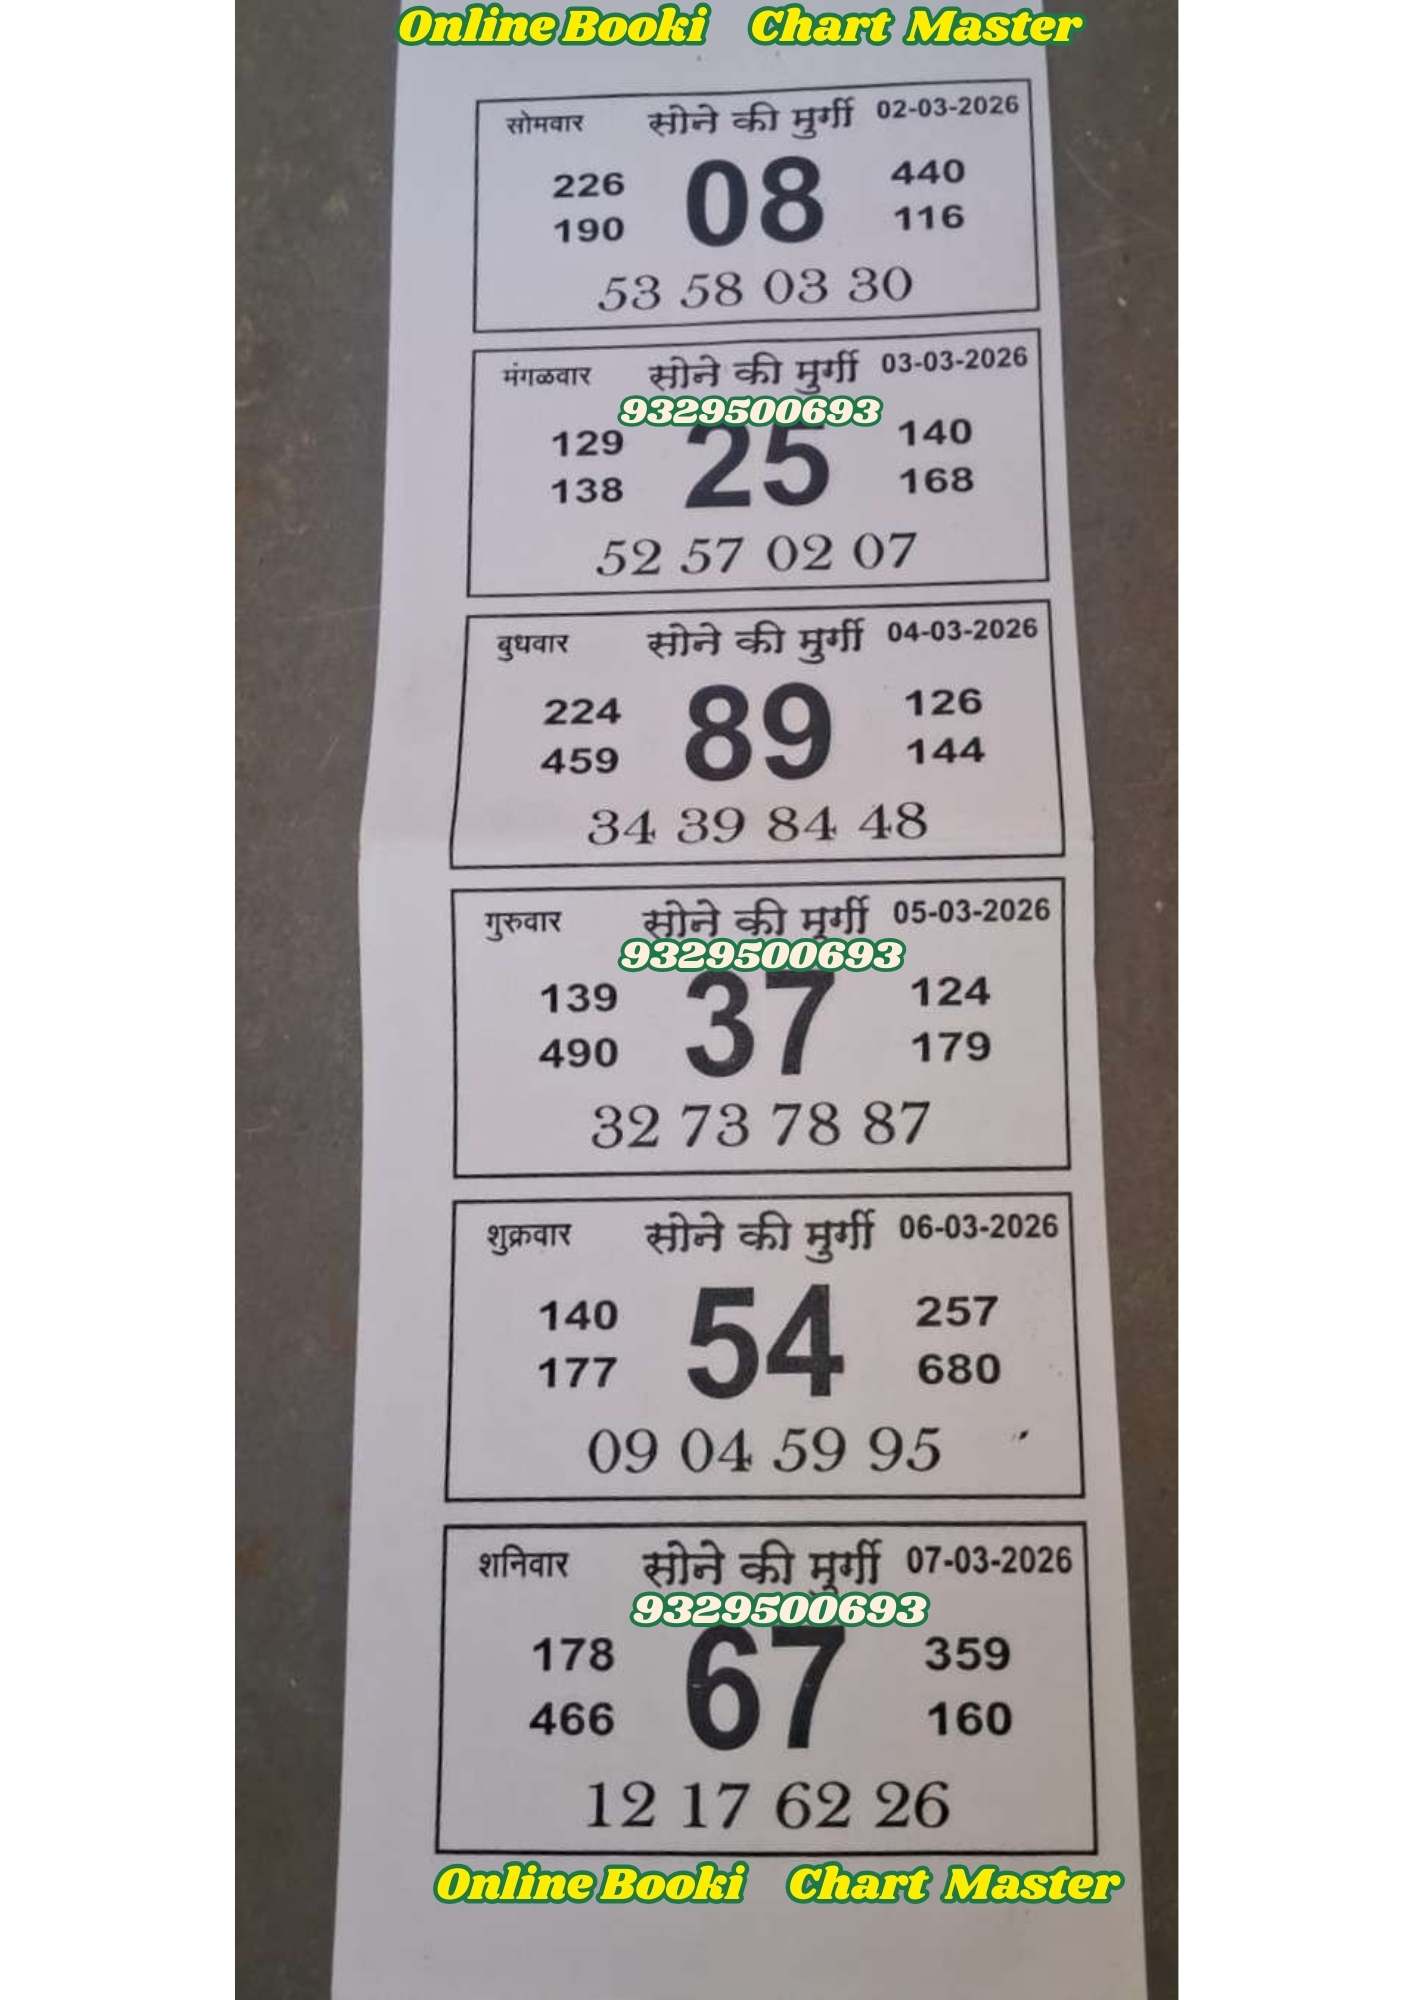 Online Booki Chart Master
सोमवार सोने की मुर्गी 02-03-2026
226 08 440
190 116
53 58 03 30
मंगळवार सोने की मुर्गी 03-03-2026
9329500693
129 25 140
138 168
52 57 02 07
बुधवार सोने की मुर्गी 04-03-2026
224 89 126
459 144
34 39 84 48
गुरुवार सोने की मुर्गी 05-03-2026
9329500693
139 37 124
490 179
32 73 78 87
शुक्रवार सोने की मुर्गी 06-03-2026
140 54 257
177 680
09 04 59 95
शनिवार सोने की मुर्गी 07-03-2026
9329500693
178 67 359
466 160
12 17 62 26
Online Booki Chart Master